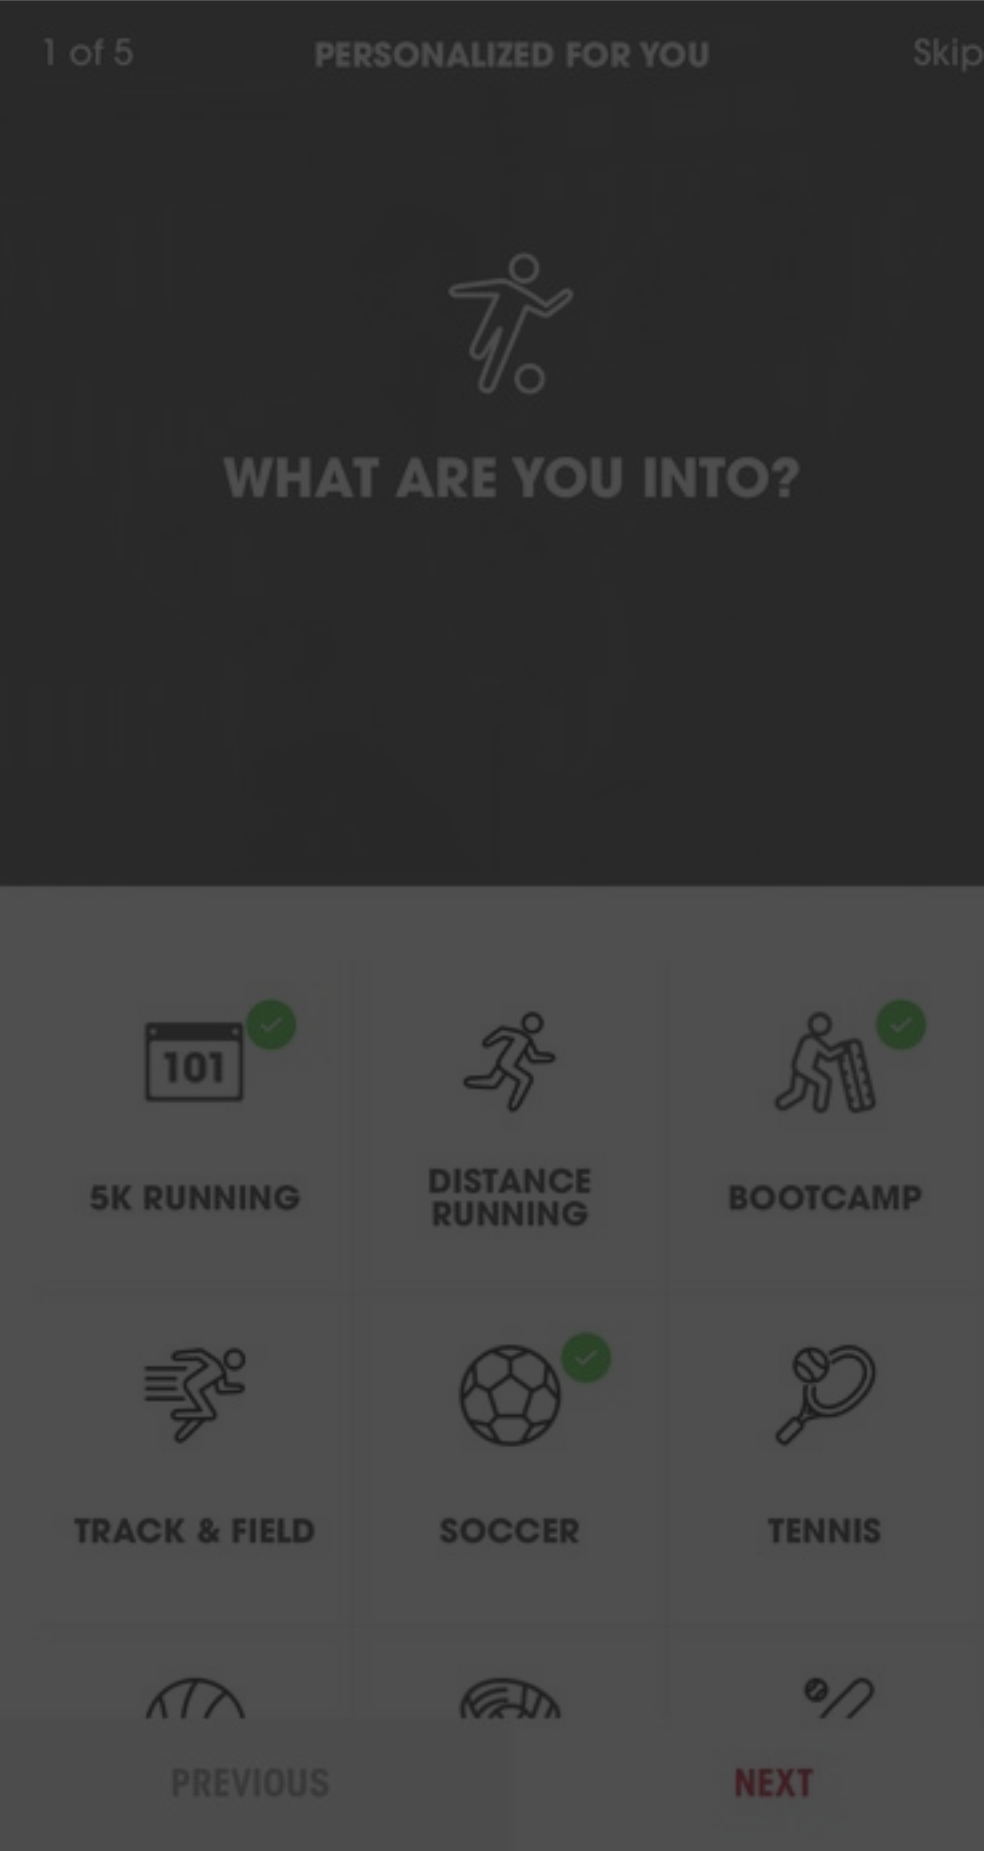 1 of 5
PERSONALIZED FOR YOU
Skip
WHAT ARE YOU INTO?
101
5K RUNNING
DISTANCE
RUNNING
BOOTCAMP
TRACK & FIELD
SOCCER
TENNIS
PREVIOUS
NEXT